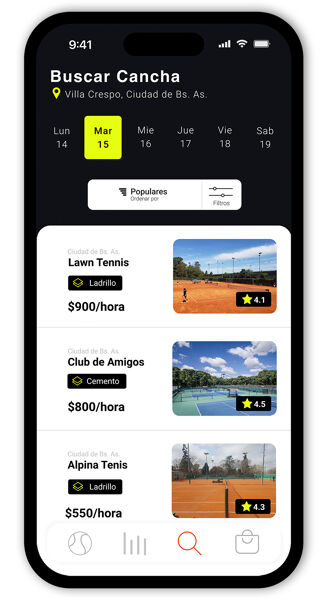 9:41
Buscar Cancha
Villa Crespo, Ciudad de Bs. As.
Lun Mar Mie Jue Vie Sab
14 15 16 17 18 19
Populares
Ordenar por
Filtros
Ciudad de Bs. As.
Lawn Tennis
Ladrillo
$900/hora
4.1
Ciudad de Bs. As.
Club de Amigos
Cemento
$800/hora
4.5
Ciudad de Bs. As.
Alpina Tenis
Ladrillo
$550/hora
4.3